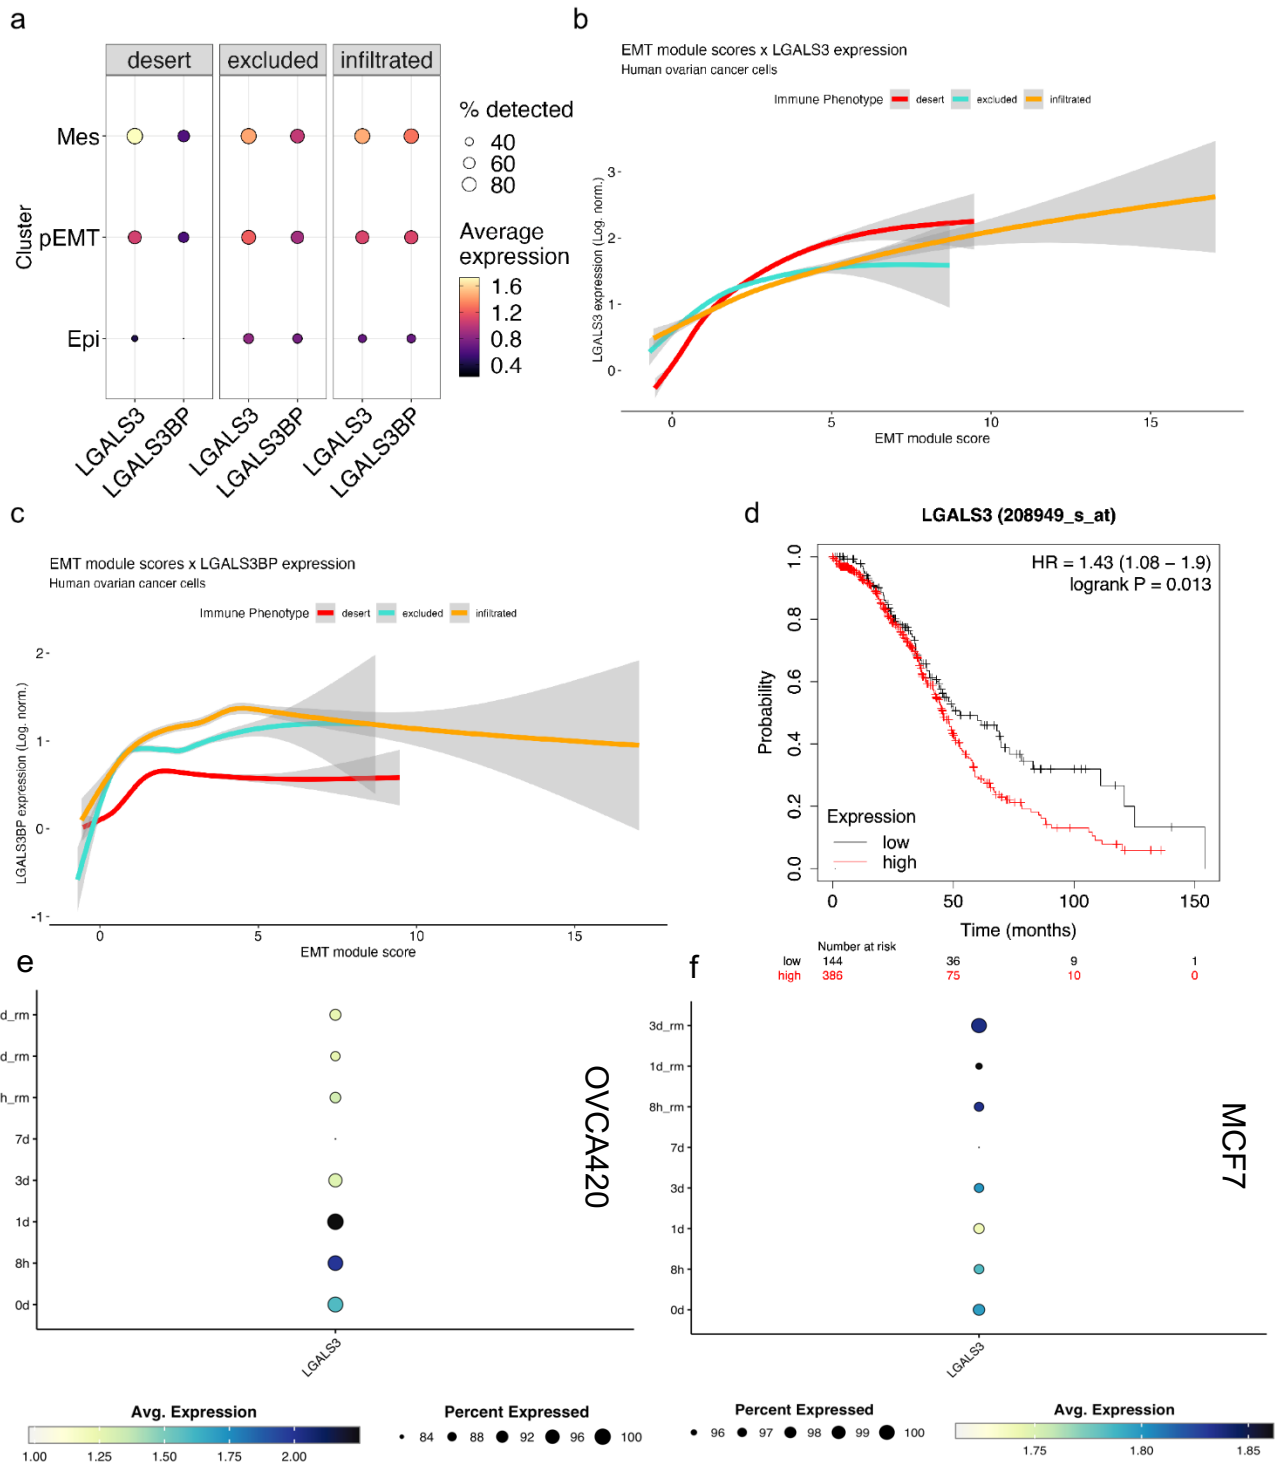 a
desert
excluded
infiltrated
Mes
pEMT
Epi
Cluster
LGALS3
LGALS3BP
LGALS3
LGALS3BP
LGALS3
LGALS3BP
% detected
40
60
80
Average
expression
1.6
1.2
0.8
0.4
b
EMT module scores x LGALS3 expression
Human ovarian cancer cells
Immune Phenotype desert excluded infiltrated
LGALS3 expression (Log. norm.)
3
2
1
0
0 5 10 15
EMT module score
c
EMT module scores x LGALS3BP expression
Human ovarian cancer cells
Immune Phenotype desert excluded infiltrated
LGALS3BP expression (Log. norm.)
2
1
0
-1
0 5 10 15
EMT module score
d
LGALS3 (208949_s_at)
HR = 1.43 (1.08 − 1.9)
logrank P = 0.013
Probability
1.0
0.8
0.6
0.4
0.2
0.0
Expression
low
high
0 50 100 150
Time (months)
Number at risk
low 144 36 9 1
high 386 75 10 0
e
d_rm
d_rm
h_rm
7d
3d
1d
8h
0d
LGALS3
OVCA420
Avg. Expression
1.00 1.25 1.50 1.75 2.00
Percent Expressed
84 88 92 96 100
f
3d_rm
1d_rm
8h_rm
7d
3d
1d
8h
0d
LGALS3
MCF7
Percent Expressed
96 97 98 99 100
Avg. Expression
1.75 1.80 1.85